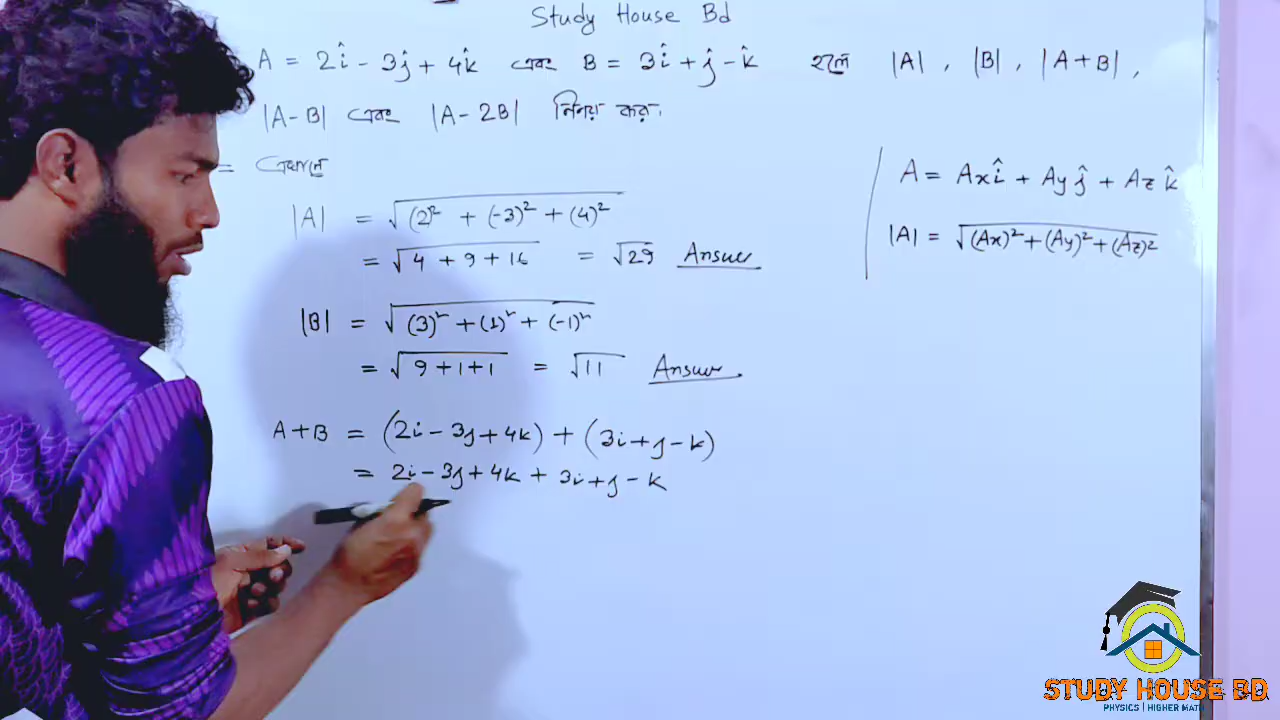 Study House Bd
A = 2î - 3ĵ + 4k̂ এবং B = 3î + ĵ - k̂ হলে |A| , |B| , |A+B| ,
|A-B| এবং |A-2B| নির্ণয় কর।
= এখানে
|A| = √(2)² + (-3)² + (4)²
= √4 + 9 + 16 = √29 Answer
|B| = √(3)² + (1)² + (-1)²
= √9+1+1 = √11 Answer
A+B = (2i - 3j + 4k) + (3i + j - k)
= 2i - 3j + 4k + 3i + j - k
A = Axî + Ayĵ + Azk̂
|A| = √(Ax)² + (Ay)² + (Az)²
STUDY HOUSE BD
PHYSICS | HIGHER MATH